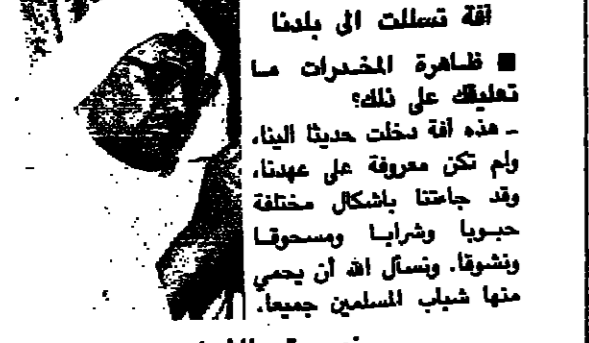 آفة تسللت الى بلدنا
■ ظاهرة المخدرات ما
تعليقك على ذلك؟
ـ هذه آفة دخلت حديثا الينا،
ولم تكن معروفة على عهدنا،
وقد جاءتنا باشكال مختلفة
حبوبا وشرابا ومسحوقا
ونشوقا. ونسأل الله أن يحمي
منها شباب المسلمين جميعا.